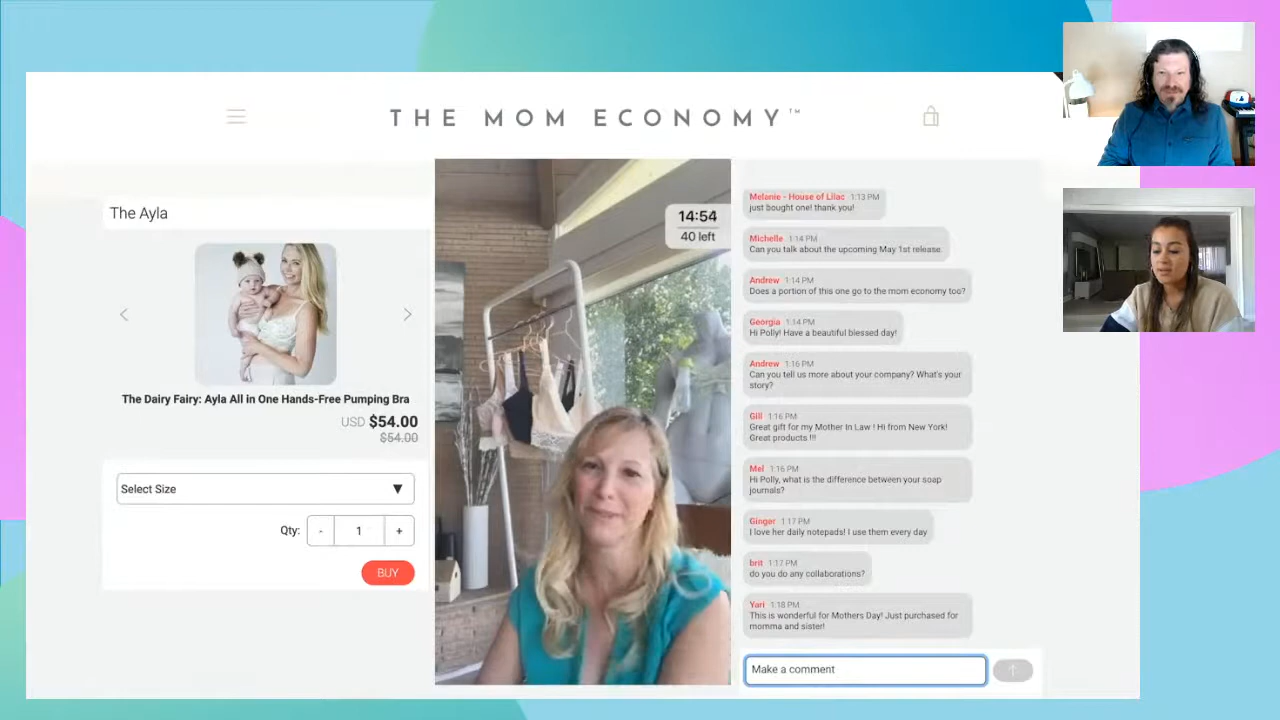 THE MOM ECONOMY™
The Ayla
The Dairy Fairy: Ayla All in One Hands-Free Pumping Bra
USD $54.00
$54.00
Select Size ▼
Qty: - 1 +
BUY
14:54
40 left
Melanie - House of Lilac 1:13 PM
just bought one! thank you!
Michelle 1:14 PM
Can you talk about the upcoming May 1st release
Andrew 1:14 PM
Does a portion of this one go to the mom economy too?
Georgia 1:14 PM
Hi Polly! Have a beautiful blessed day!
Andrew 1:16 PM
Can you tell us more about your company? What's your
story?
Gill 1:16 PM
Great gift for my Mother In Law ! Hi from New York!
Great products !!!
Mel 1:16 PM
Hi Polly, what is the difference between your soap
journals?
Ginger 1:17 PM
I love her daily notepads! I use them every day
brit 1:17 PM
do you do any collaborations?
Yari 1:18 PM
This is wonderful for Mothers Day! Just purchased for
momma and sister!
Make a comment